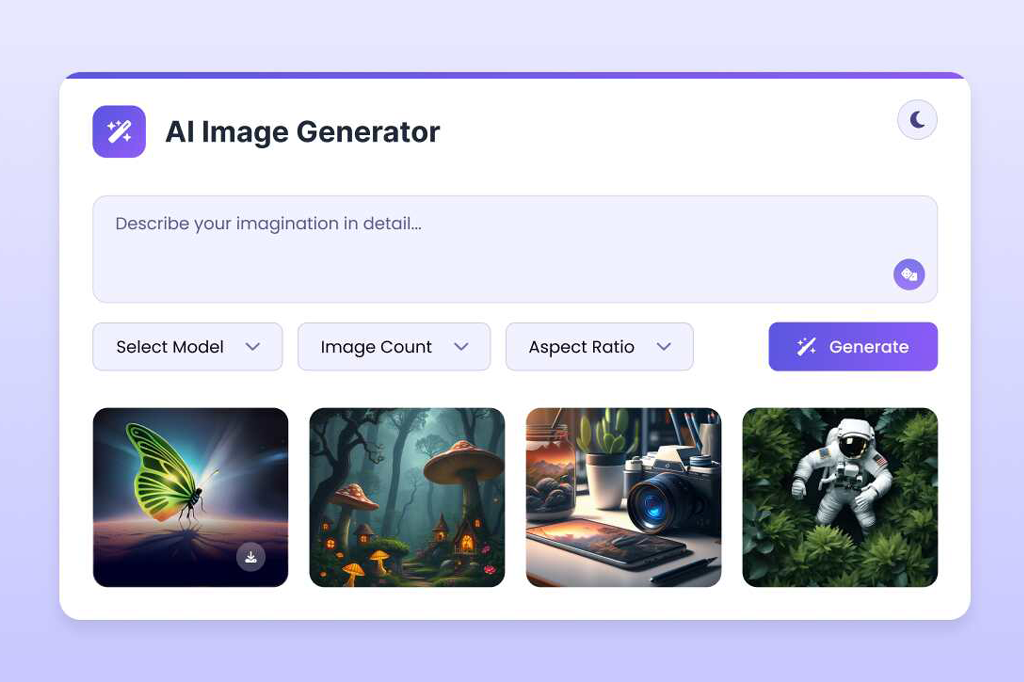 AI Image Generator
Describe your imagination in detail...
Select Model
Image Count
Aspect Ratio
Generate